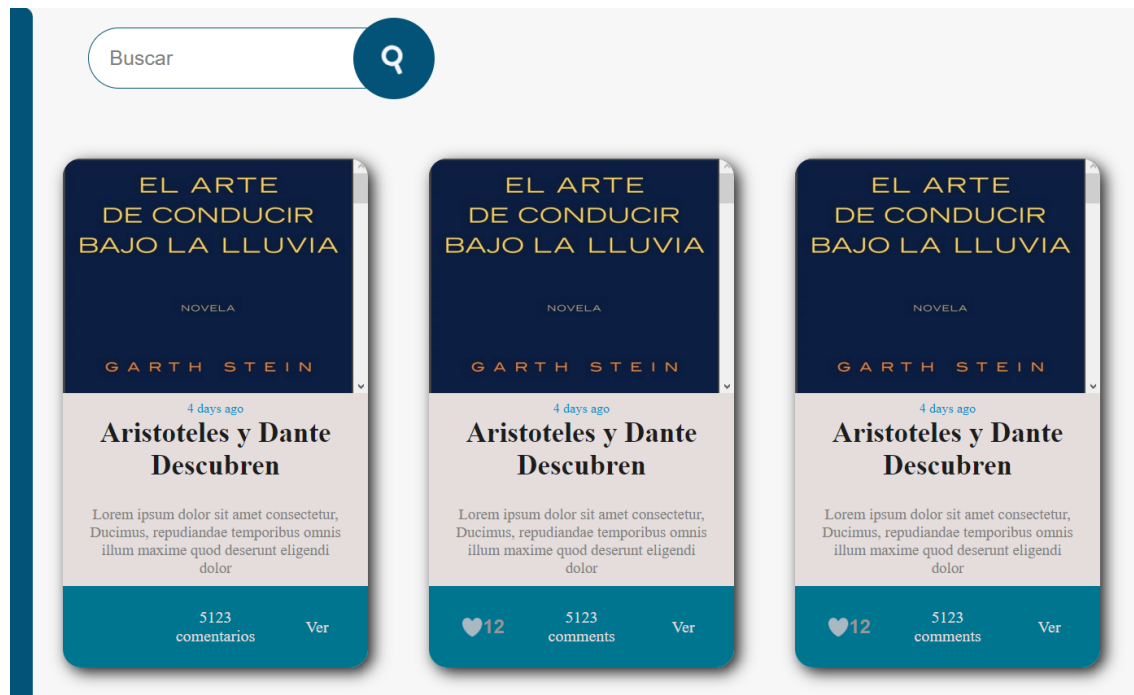 Buscar
EL ARTE
DE CONDUCIR
BAJO LA LLUVIA
NOVELA
GARTH STEIN
4 days ago
Aristoteles y Dante
Descubren
Lorem ipsum dolor sit amet consectetur,
Ducimus, repudiandae temporibus omnis
illum maxime quod deserunt eligendi
dolor
5123
comentarios
Ver
EL ARTE
DE CONDUCIR
BAJO LA LLUVIA
NOVELA
GARTH STEIN
4 days ago
Aristoteles y Dante
Descubren
Lorem ipsum dolor sit amet consectetur,
Ducimus, repudiandae temporibus omnis
illum maxime quod deserunt eligendi
dolor
12
5123
comments
Ver
EL ARTE
DE CONDUCIR
BAJO LA LLUVIA
NOVELA
GARTH STEIN
4 days ago
Aristoteles y Dante
Descubren
Lorem ipsum dolor sit amet consectetur,
Ducimus, repudiandae temporibus omnis
illum maxime quod deserunt eligendi
dolor
12
5123
comments
Ver